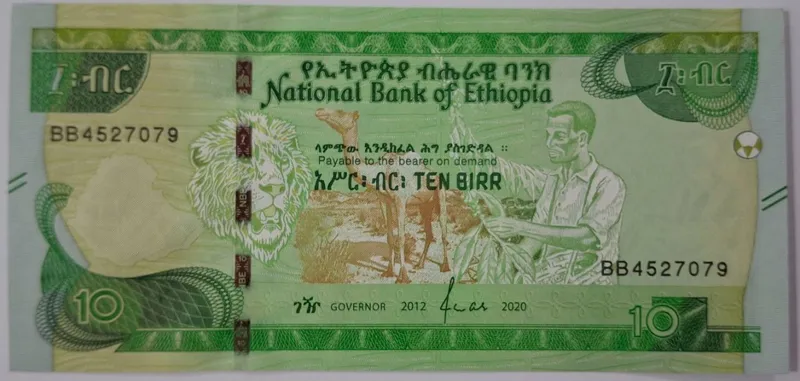 የኢትዮጵያ ብሔራዊ ባንክ
፲፡ብር
፲፡ብር
National Bank of Ethiopia
BB4527079
ላምጭው እንዲከፈል ሕግ ያስገድዳል ።
Payable to the bearer on demand
አሥር፡ ብር፡ TEN BIRR
BB4527079
10
ገዥ GOVERNOR 2012 2020
10